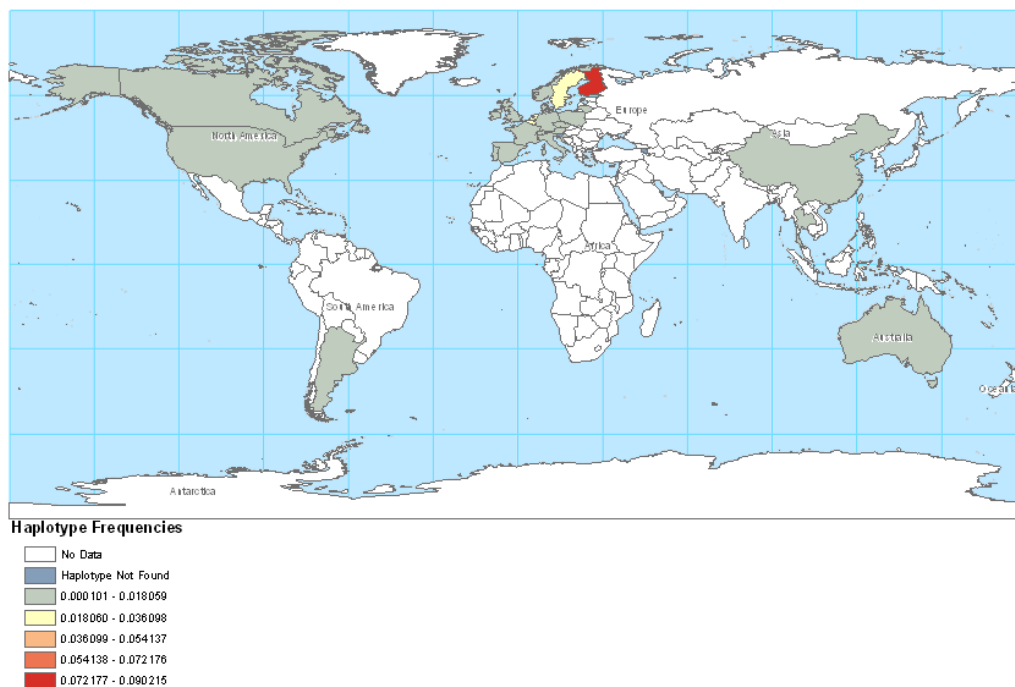 Europe
North America
Asia
Africa
South America
Australia
Oceania
Antarctica
Haplotype Frequencies
No Data
Haplotype Not Found
0.000101 - 0.018059
0.018060 - 0.036098
0.036099 - 0.054137
0.054138 - 0.072176
0.072177 - 0.090215